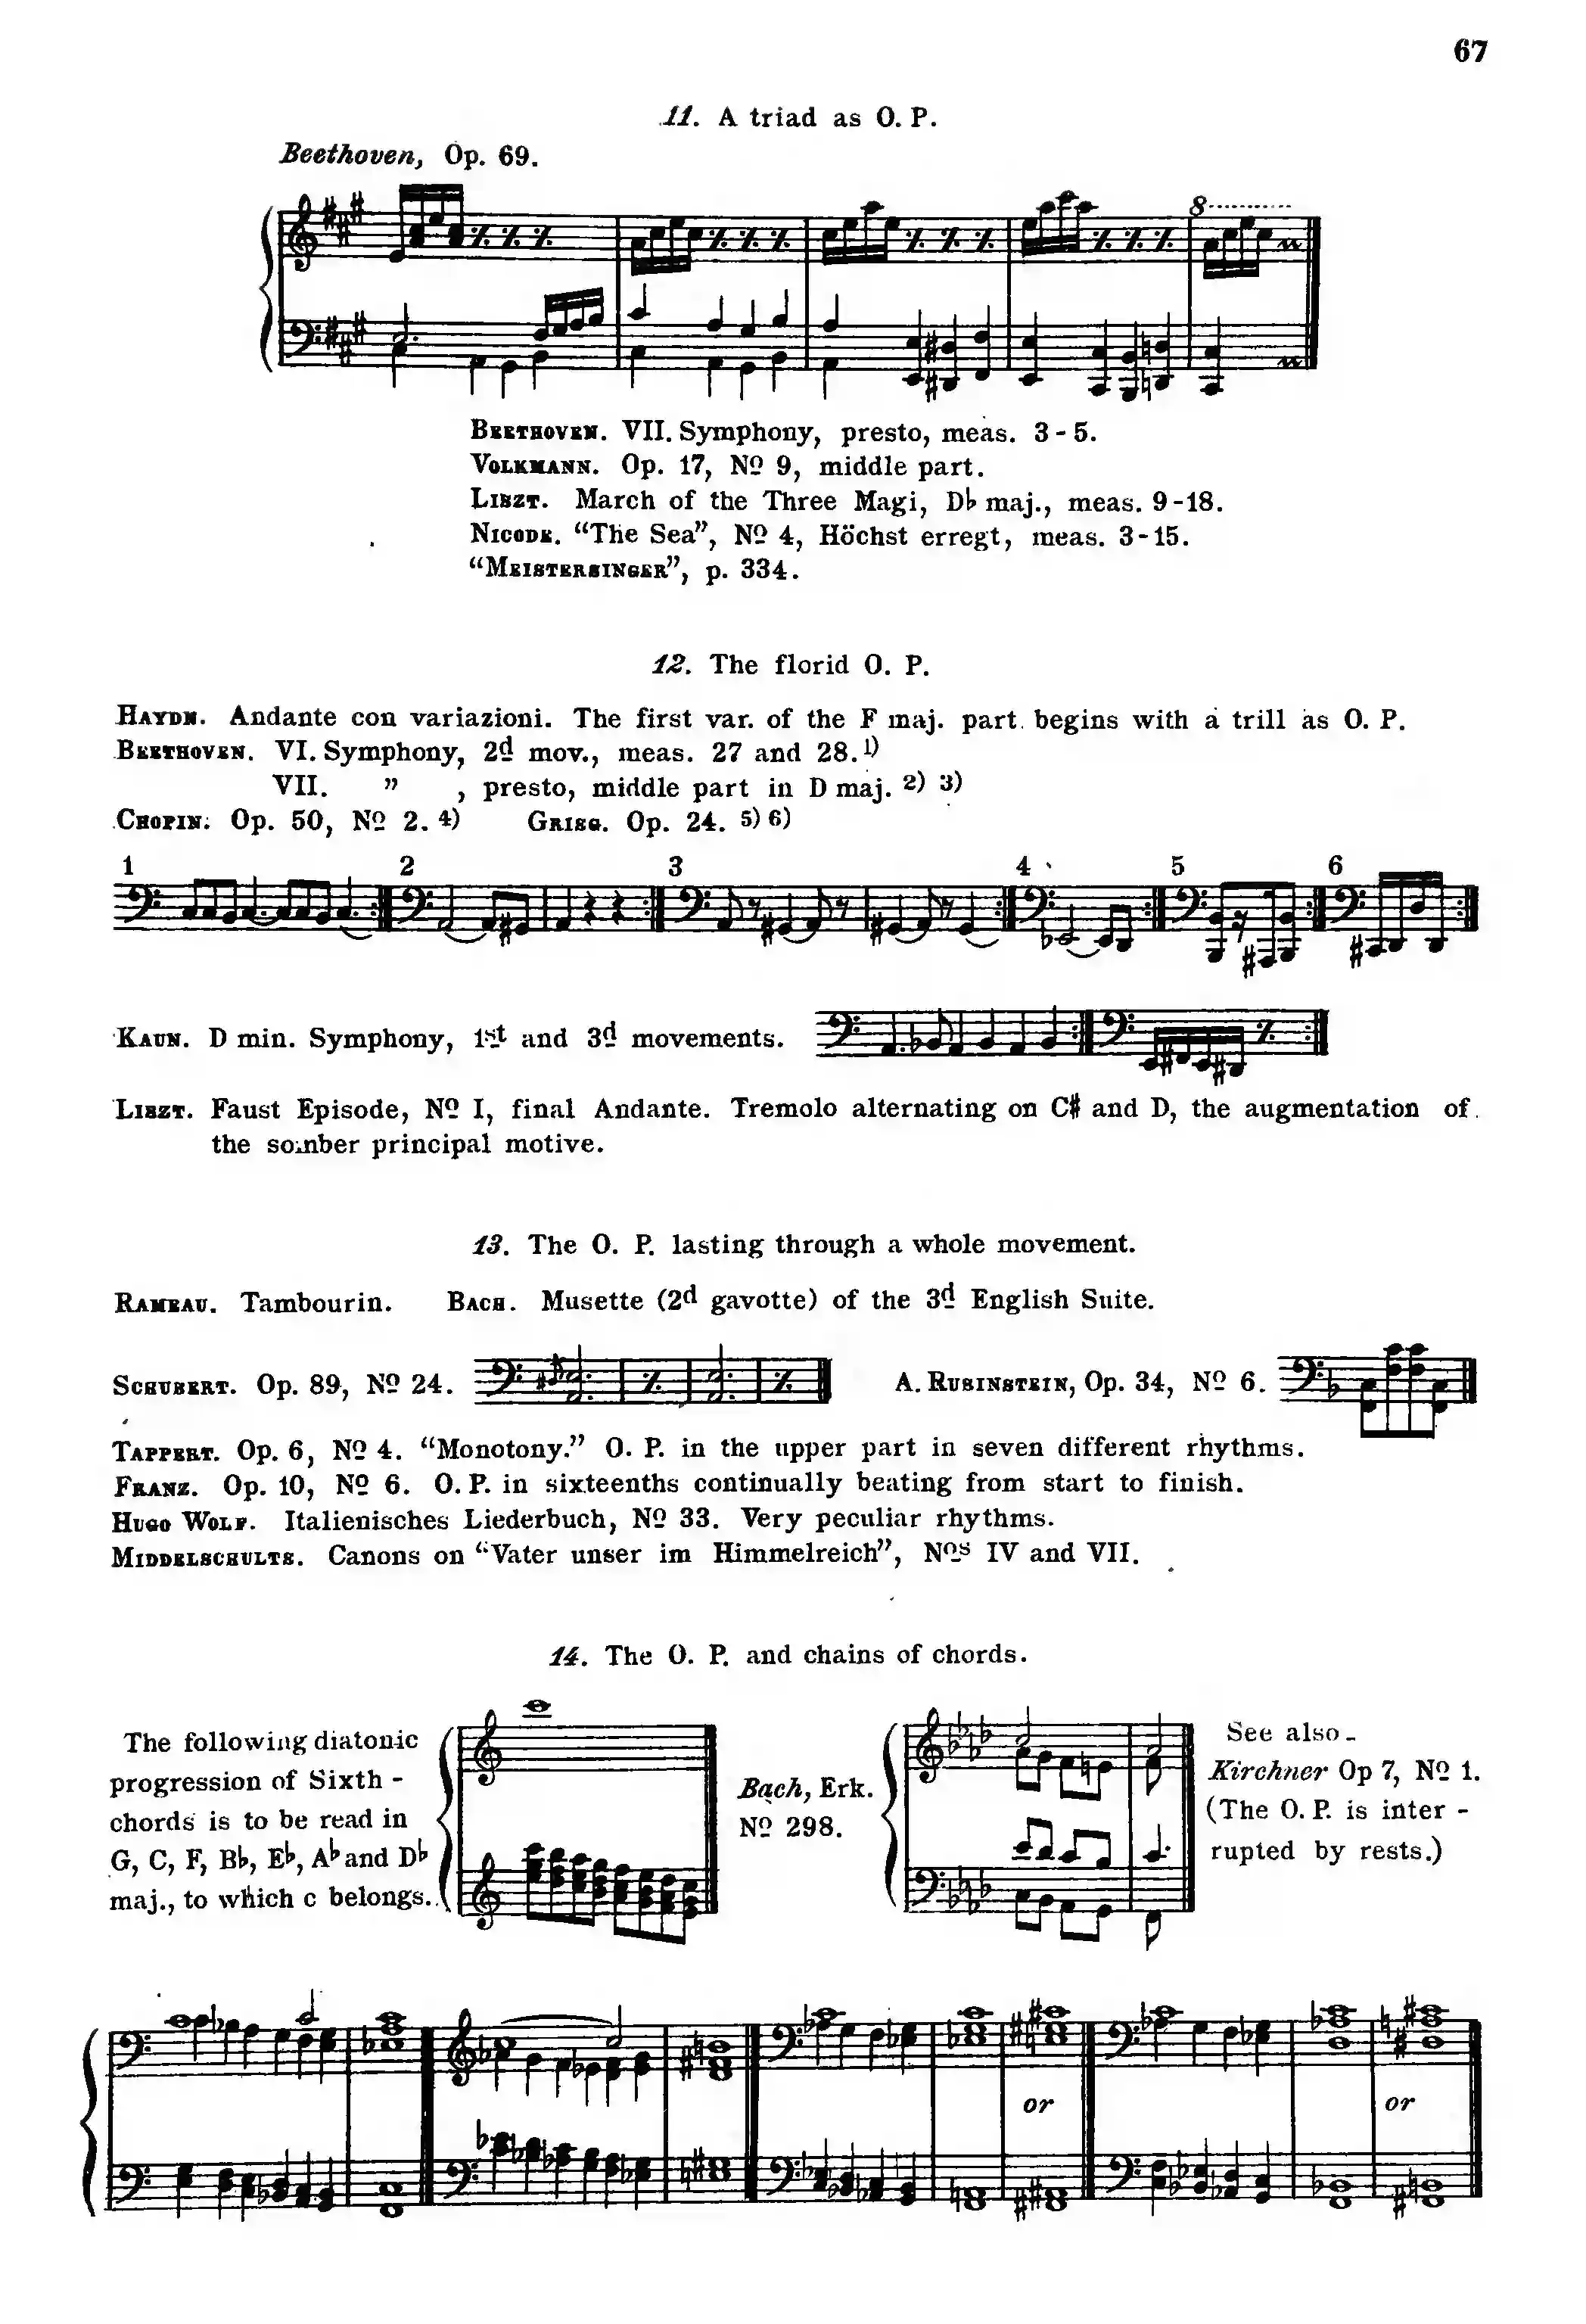 67
11. A triad as O. P.
Beethoven, Op. 69.
8
BEETHOVEN. VII. Symphony, presto, meas. 3 - 5.
VOLKMANN. Op. 17, No 9, middle part.
LISZT. March of the Three Magi, D♭ maj., meas. 9-18.
NICODE. “The Sea”, No 4, Höchst erregt, meas. 3-15.
“MEISTERSINGER”, p. 334.
12. The florid O. P.
HAYDN. Andante con variazioni. The first var. of the F maj. part begins with a trill as O. P.
BEETHOVEN. VI. Symphony, 2d mov., meas. 27 and 28. 1)
VII. ” , presto, middle part in D maj. 2) 3)
CHOPIN. Op. 50, No 2. 4) GRIEG. Op. 24. 5) 6)
1 2 3 4 5 6
KAUN. D min. Symphony, 1st and 3d movements.
LISZT. Faust Episode, No I, final Andante. Tremolo alternating on C♯ and D, the augmentation of
the somber principal motive.
13. The O. P. lasting through a whole movement.
RAMEAU. Tambourin. BACH. Musette (2d gavotte) of the 3d English Suite.
SCHUBERT. Op. 89, No 24. A. RUBINSTEIN, Op. 34, No 6.
TAPPERT. Op. 6, No 4. “Monotony.” O. P. in the upper part in seven different rhythms.
FRANZ. Op. 10, No 6. O. P. in sixteenths continually beating from start to finish.
HUGO WOLF. Italienisches Liederbuch, No 33. Very peculiar rhythms.
MIDDELSCHULTE. Canons on “Vater unser im Himmelreich”, Nos IV and VII.
14. The O. P. and chains of chords.
The following diatonic
progression of Sixth -
chords is to be read in
G, C, F, B♭, E♭, A♭ and D♭
maj., to which c belongs.
Bach, Erk.
No 298.
See also -
Kirchner Op 7, No 1.
(The O. P. is inter -
rupted by rests.)
or
or